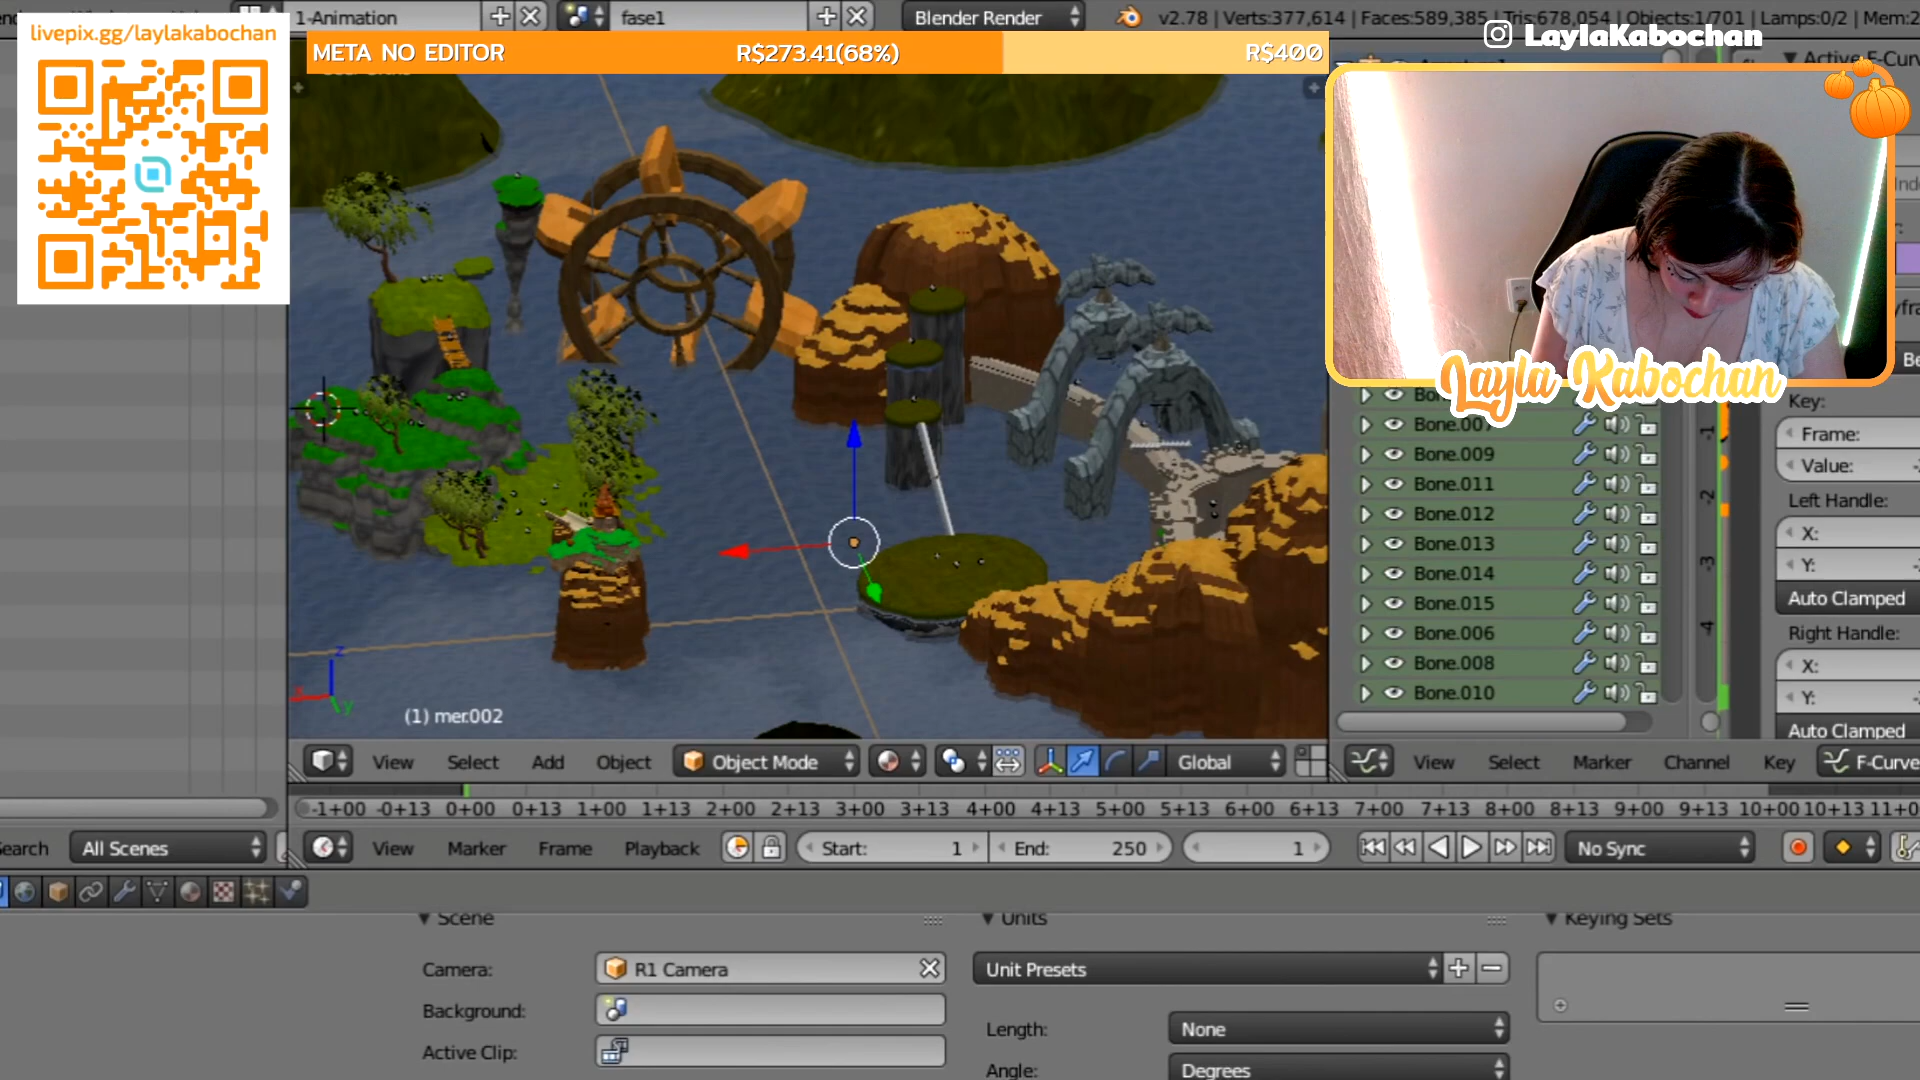 1-Animation
fase1
Blender Render
v2.78 | Verts:377,614 | Faces:589,385 | Tris:678,054 | Objects:1/701 | Lamps:0/2 | Mem:2
livepix.gg/laylakabochan
META NO EDITOR
R$273.41(68%)
R$400
LaylaKabochan
Layla Kabochan
Bone.007
Bone.009
Bone.011
Bone.012
Bone.013
Bone.014
Bone.015
Bone.006
Bone.008
Bone.010
-1
-2
-3
-4
Key:
Frame:
Value:
Left Handle:
X:
Y:
Auto Clamped
Right Handle:
X:
Y:
Auto Clamped
(1) mer.002
View Select Add Object Object Mode Global
View Select Marker Channel Key F-Curve
-1+00 -0+13 0+00 0+13 1+00 1+13 2+00 2+13 3+00 3+13 4+00 4+13 5+00 5+13 6+00 6+13 7+00 7+13 8+00 8+13 9+00 9+13 10+00 10+13 11+0
All Scenes
View Marker Frame Playback Start: 1 End: 250 1 No Sync
Scene
Units
Keying Sets
Camera: R1 Camera
Unit Presets
Background:
Length: None
Active Clip:
Angle: Degrees